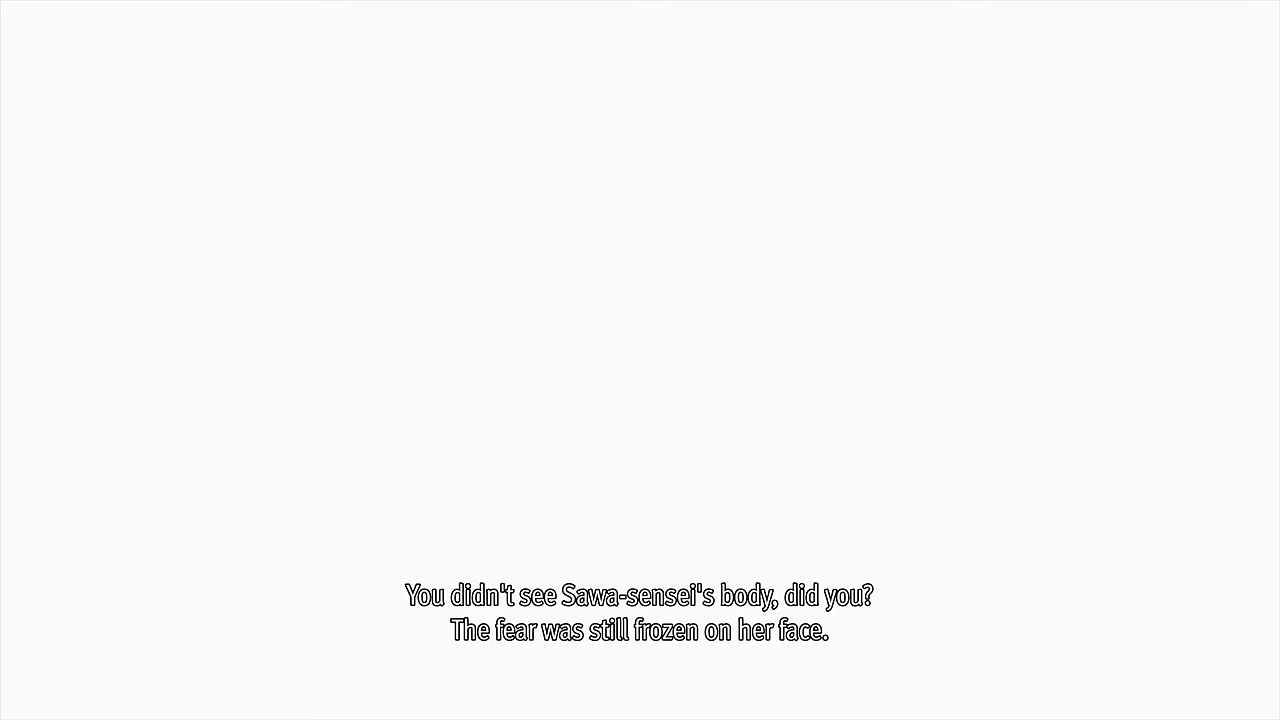 You didn't see Sawa-sensei's body, did you?
The fear was still frozen on her face.